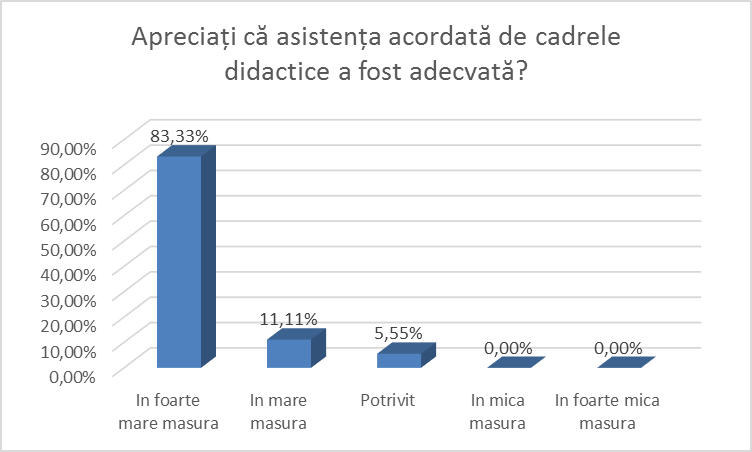 Apreciați că asistența acordată de cadrele
didactice a fost adecvată?
90,00%
80,00%
70,00%
60,00%
50,00%
40,00%
30,00%
20,00%
10,00%
0,00%
83,33%
11,11%
5,55%
0,00%
0,00%
In foarte
mare masura
In mare
masura
Potrivit
In mica
masura
In foarte mica
masura